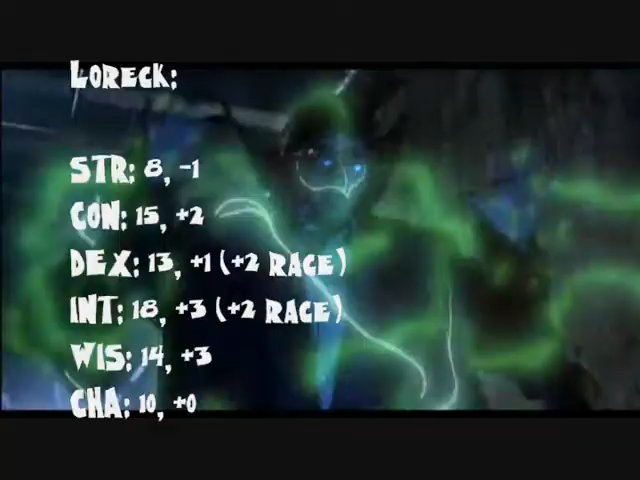 LORECK:
STR: 8, -1
CON: 15, +2
DEX: 13, +1 (+2 RACE)
INT: 18, +3 (+2 RACE)
WIS: 14, +3
CHA: 10, +0